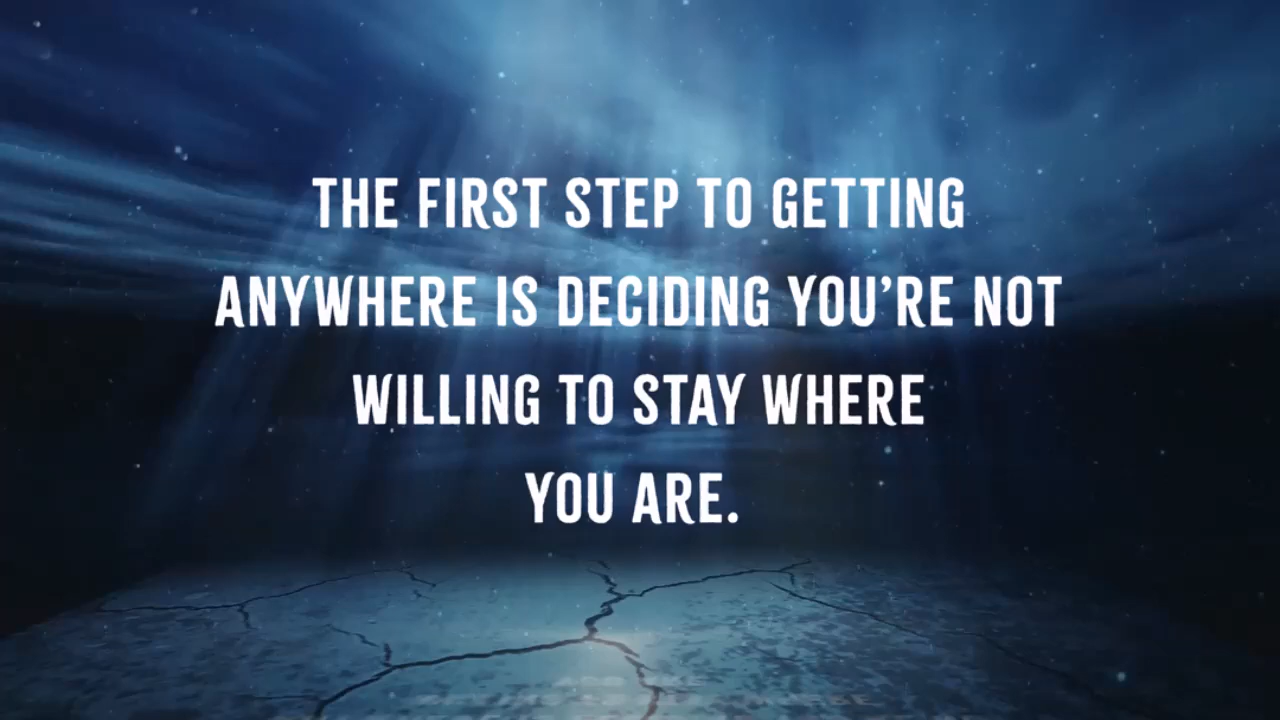 THE FIRST STEP TO GETTING
ANYWHERE IS DECIDING YOU’RE NOT
WILLING TO STAY WHERE
YOU ARE.